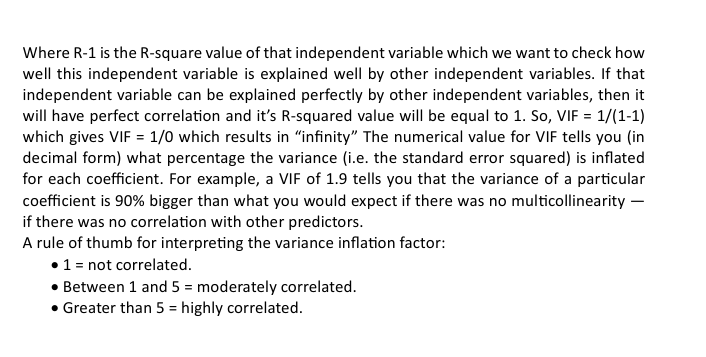 Where R-1 is the R-square value of that independent variable which we want to check how
well this independent variable is explained well by other independent variables. If that
independent variable can be explained perfectly by other independent variables, then it
will have perfect correlation and it’s R-squared value will be equal to 1. So, VIF = 1/(1-1)
which gives VIF = 1/0 which results in “infinity” The numerical value for VIF tells you (in
decimal form) what percentage the variance (i.e. the standard error squared) is inflated
for each coefficient. For example, a VIF of 1.9 tells you that the variance of a particular
coefficient is 90% bigger than what you would expect if there was no multicollinearity —
if there was no correlation with other predictors.
A rule of thumb for interpreting the variance inflation factor:
• 1 = not correlated.
• Between 1 and 5 = moderately correlated.
• Greater than 5 = highly correlated.